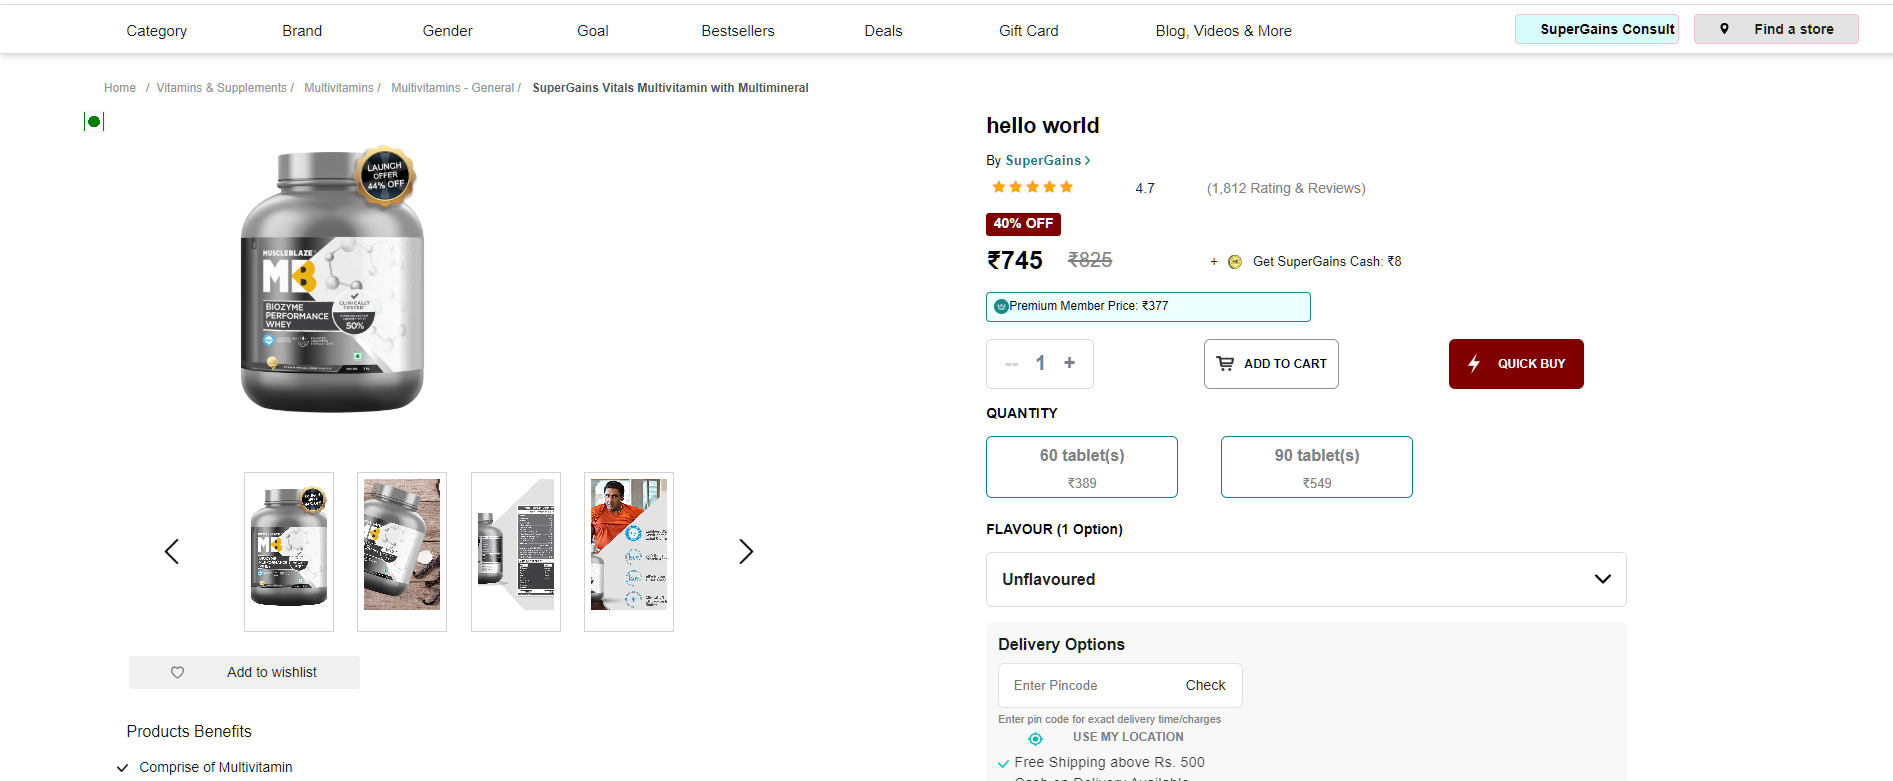 Category Brand Gender Goal Bestsellers Deals Gift Card Blog, Videos & More SuperGains Consult Find a store
Home / Vitamins & Supplements / Multivitamins / Multivitamins - General / SuperGains Vitals Multivitamin with Multimineral
LAUNCH
OFFER
44% OFF
MUSCLEBLAZE
MB
BIOZYME
PERFORMANCE
WHEY
CLINICALLY
TESTED
50%
Add to wishlist
Products Benefits
Comprise of Multivitamin
hello world
By SuperGains >
4.7 (1,812 Rating & Reviews)
40% OFF
₹745 ₹825 + Get SuperGains Cash: ₹8
Premium Member Price: ₹377
-- 1 + ADD TO CART QUICK BUY
QUANTITY
60 tablet(s) 90 tablet(s)
₹389 ₹549
FLAVOUR (1 Option)
Unflavoured
Delivery Options
Enter Pincode Check
Enter pin code for exact delivery time/charges
USE MY LOCATION
Free Shipping above Rs. 500
Cash on Delivery Available